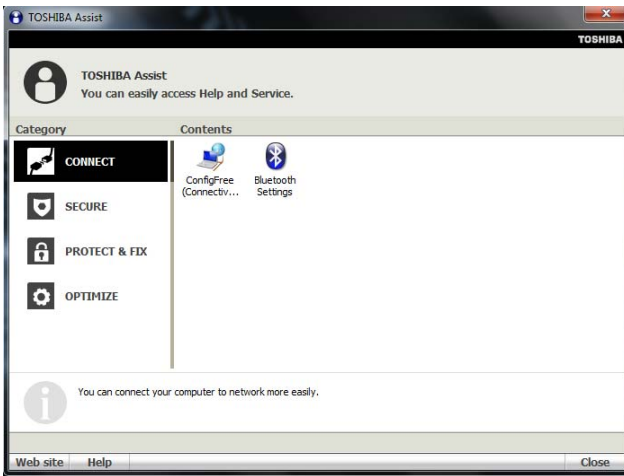 TOSHIBA Assist
TOSHIBA
TOSHIBA Assist
You can easily access Help and Service.
Category
Contents
CONNECT
SECURE
PROTECT & FIX
OPTIMIZE
ConfigFree
(Connectiv...
Bluetooth
Settings
You can connect your computer to network more easily.
Web site Help Close